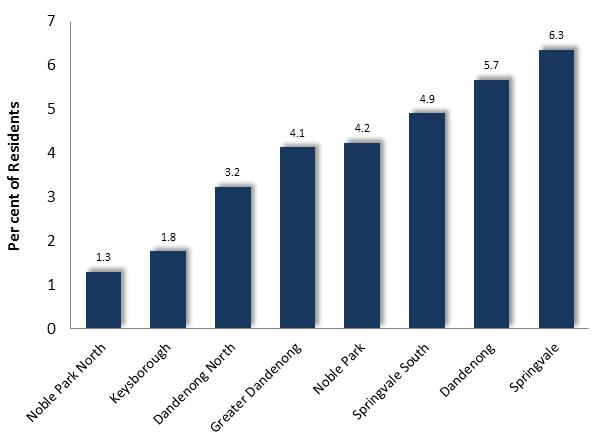 7
6
5
4
3
2
1
0
Per cent of Residents
1.3
1.8
3.2
4.1
4.2
4.9
5.7
6.3
Noble Park North
Keysborough
Dandenong North
Greater Dandenong
Noble Park
Springvale South
Dandenong
Springvale